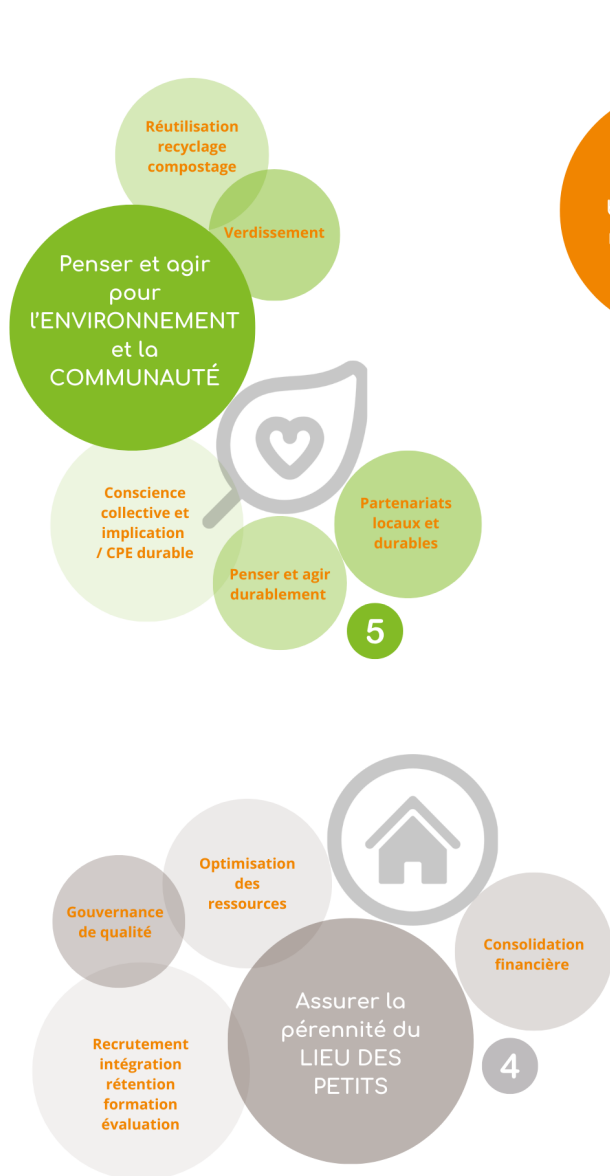 Réutilisation
recyclage
compostage
Verdissement
Penser et agir
pour
l'ENVIRONNEMENT
et la
COMMUNAUTÉ
Conscience
collective et
implication
/ CPE durable
Partenariats
locaux et
durables
Penser et agir
durablement
5
Optimisation
des
ressources
Gouvernance
de qualité
Consolidation
financière
Assurer la
pérennité du
LIEU DES
PETITS
4
Recrutement
intégration
rétention
formation
évaluation